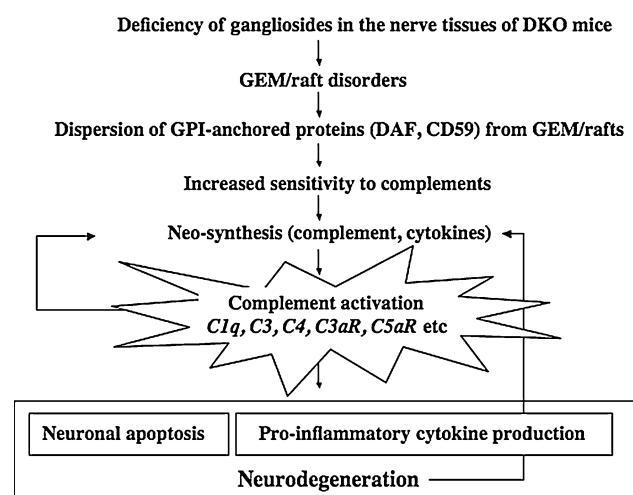 Deficiency of gangliosides in the nerve tissues of DKO mice
GEM/raft disorders
Dispersion of GPI-anchored proteins (DAF, CD59) from GEM/rafts
Increased sensitivity to complements
Neo-synthesis (complement, cytokines)
Complement activation
C1q, C3, C4, C3aR, C5aR etc
Neuronal apoptosis
Pro-inflammatory cytokine production
Neurodegeneration